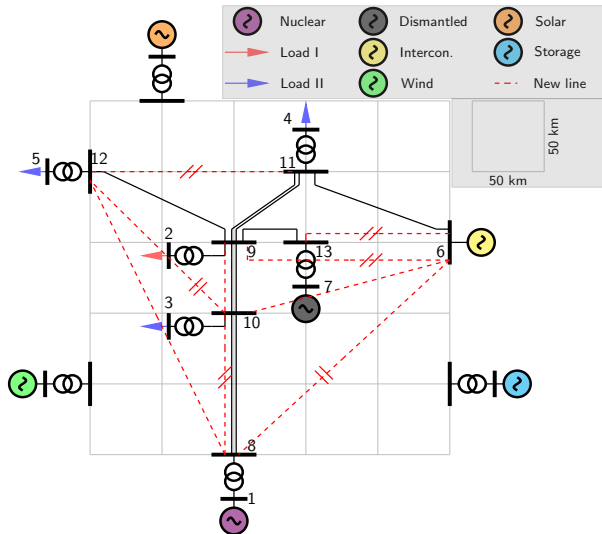 Nuclear Dismantled Solar
Load I Intercon. Storage
Load II Wind New line
50 km
50 km
4
5 12 11
2
9 13 6
3 7
10
8
1